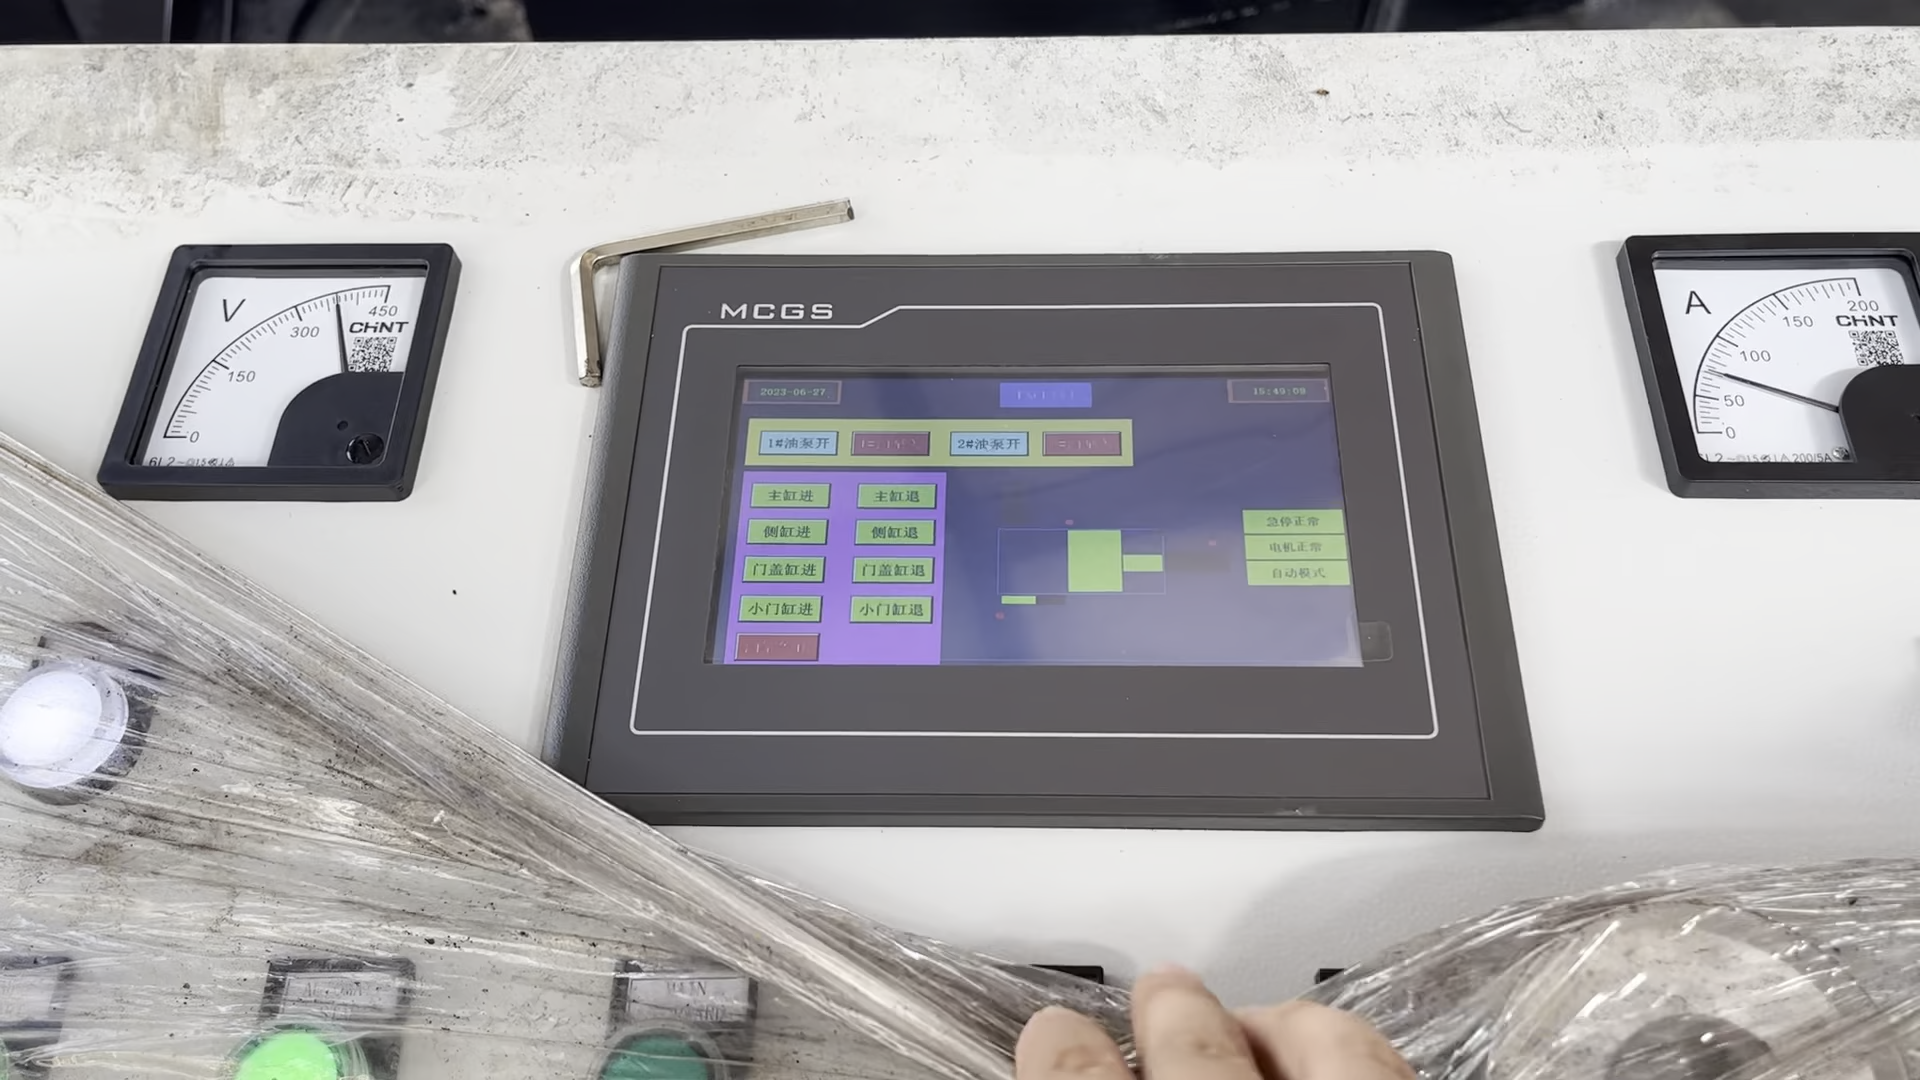 V
450
300
150
0
CHNT
MCGS
2023-06-27
15:49:09
1#油泵开
2#油泵开
主缸进
主缸退
侧缸进
侧缸退
门盖缸进
门盖缸退
小门缸进
小门缸退
急停正常
电机正常
自动模式
A
200
150
100
50
0
CHNT
200/5A
MAIN